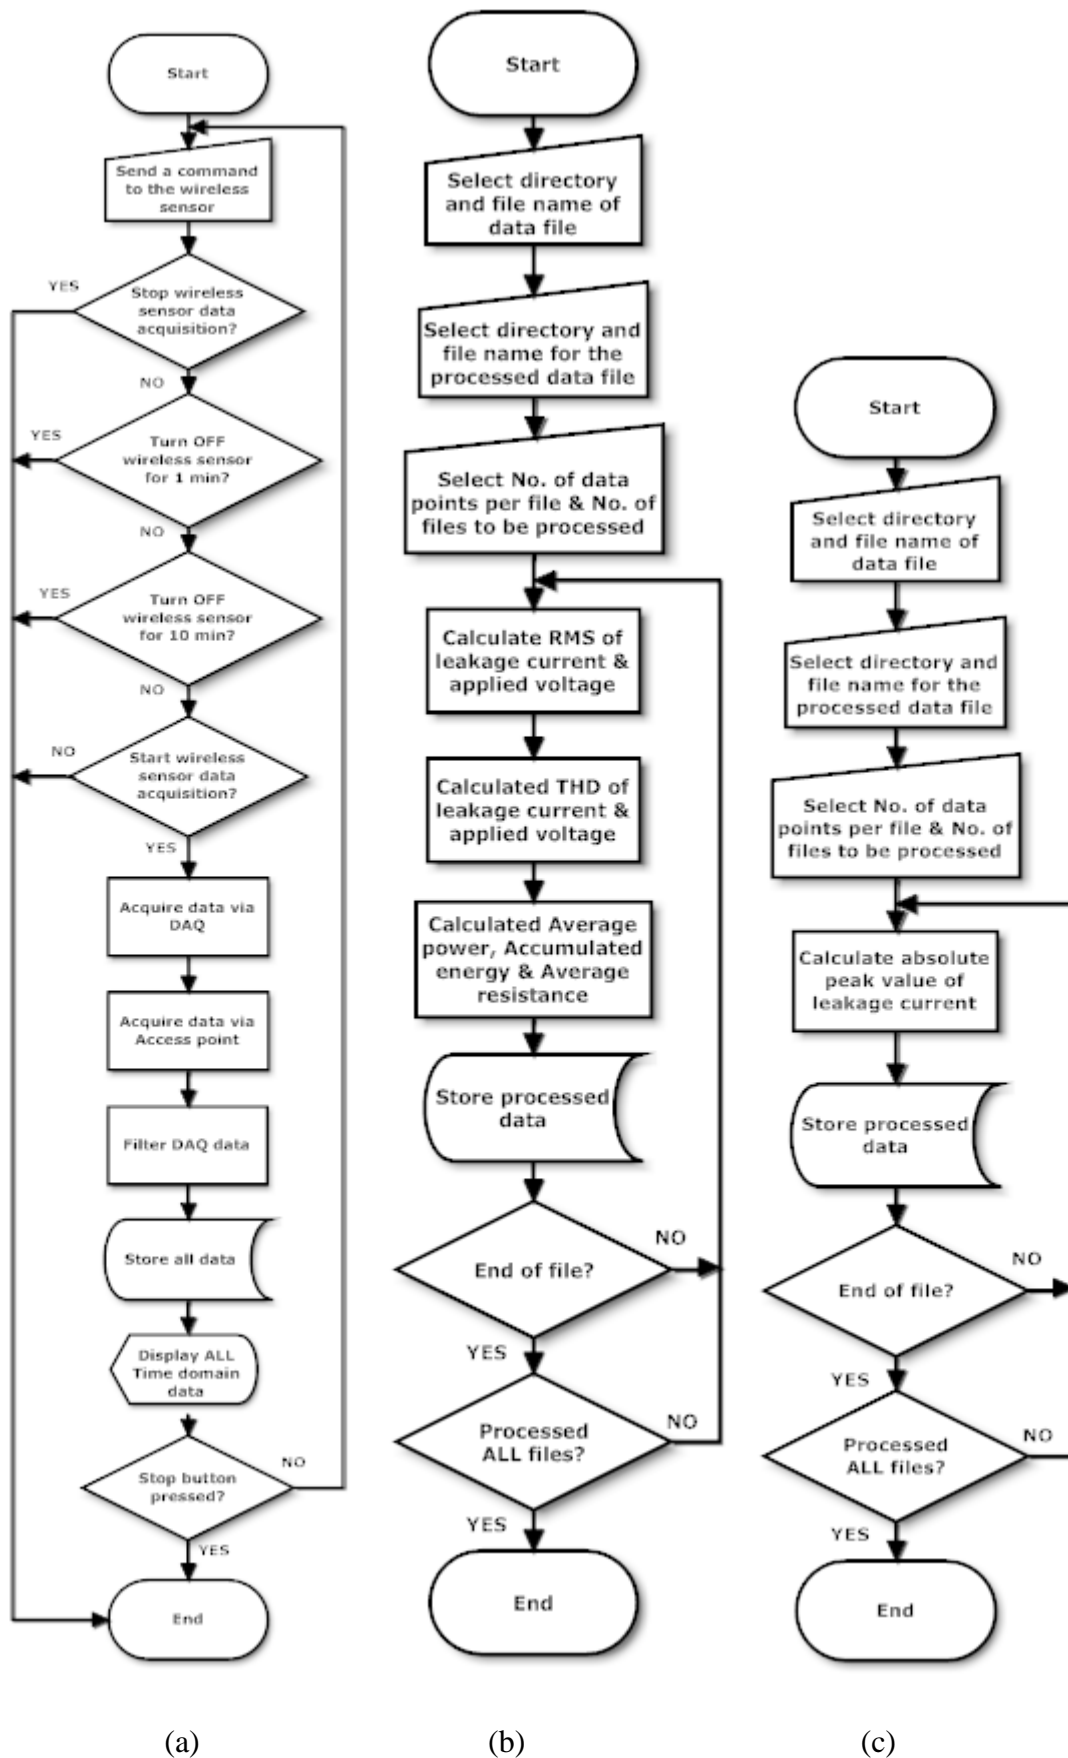 Start
Send a command
to the wireless
sensor
YES
Stop wireless
sensor data
acquisition?
NO
YES
Turn OFF
wireless sensor
for 1 min?
NO
YES
Turn OFF
wireless sensor
for 10 min?
NO
NO
Start wireless
sensor data
acquisition?
YES
Acquire data via
DAQ
Acquire data via
Access point
Filter DAQ data
Store all data
Display ALL
Time domain
data
Stop button
pressed?
NO
YES
End
(a)
Start
Select directory
and file name of
data file
Select directory and
file name for the
processed data file
Select No. of data
points per file & No. of
files to be processed
Calculate RMS of
leakage current &
applied voltage
Calculated THD of
leakage current &
applied voltage
Calculated Average
power, Accumulated
energy & Average
resistance
Store processed
data
End of file?
NO
YES
Processed
ALL files?
NO
YES
End
(b)
Start
Select directory
and file name of
data file
Select directory and
file name for the
processed data file
Select No. of data
points per file & No. of
files to be processed
Calculate absolute
peak value of
leakage current
Store processed
data
End of file?
NO
YES
Processed
ALL files?
NO
YES
End
(c)